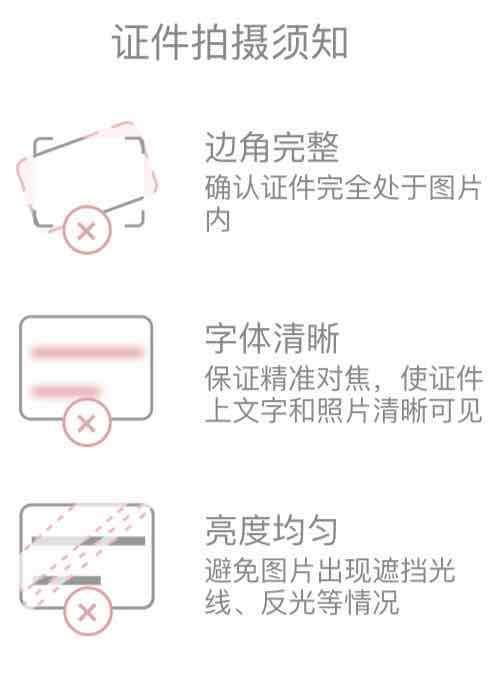 证件拍摄须知
边角完整
确认证件完全处于图片
内
字体清晰
保证精准对焦，使证件
上文字和照片清晰可见
亮度均匀
避免图片出现遮挡光
线、反光等情况